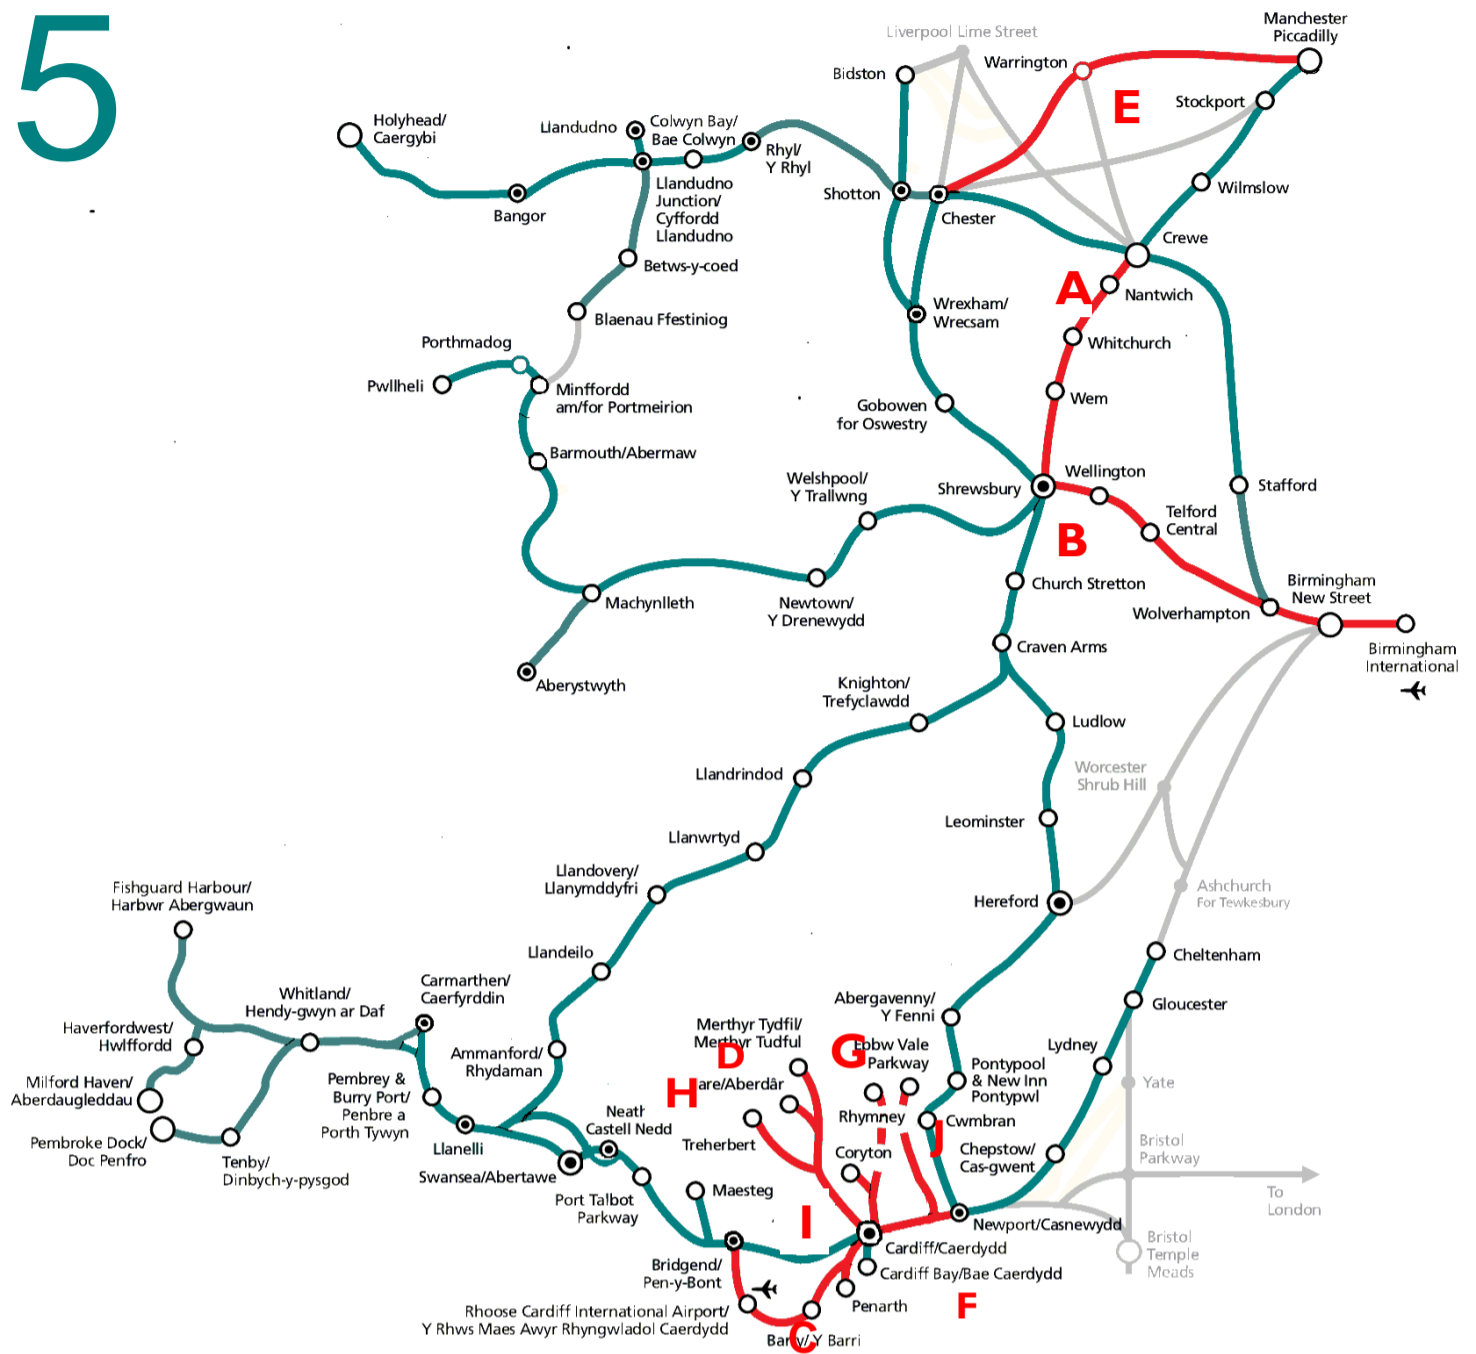 5
Manchester
Piccadilly
Liverpool Lime Street
Warrington
Bidston
E
Stockport
Holyhead/
Caergybi
Llandudno
Colwyn Bay/
Bae Colwyn
Rhyl/
Y Rhyl
Shotton
Chester
Wilmslow
Bangor
Llandudno
Junction/
Cyffordd
Llandudno
Crewe
Betws-y-coed
A
Nantwich
Blaenau Ffestiniog
Wrexham/
Wrecsam
Whitchurch
Porthmadog
Pwllheli
Minffordd
am/for Portmeirion
Gobowen
for Oswestry
Wem
Barmouth/Abermaw
Welshpool/
Y Trallwng
Shrewsbury
Wellington
Stafford
Telford
Central
B
Church Stretton
Birmingham
New Street
Wolverhampton
Machynlleth
Newtown/
Y Drenewydd
Birmingham
International
Craven Arms
Aberystwyth
Knighton/
Trefyclawdd
Ludlow
Llandrindod
Worcester
Shrub Hill
Leominster
Llanwrtyd
Llandovery/
Llanymddyfri
Hereford
Ashchurch
For Tewkesbury
Fishguard Harbour/
Harbwr Abergwaun
Llandeilo
Cheltenham
Carmarthen/
Caerfyrddin
Whitland/
Hendy-gwyn ar Daf
Abergavenny/
Y Fenni
Gloucester
Haverfordwest/
Hwlffordd
Merthyr Tydfil/
Merthyr Tudful
D
G
Ebbw Vale
Parkway
Lydney
Ammanford/
Rhydaman
Pontypool
& New Inn
Pontypwl
Milford Haven/
Aberdaugleddau
Pembrey &
Burry Port/
Penbre a
Porth Tywyn
H
are/Aberdâr
Yate
Rhymney
Cwmbran
J
Neath
Castell Nedd
Treherbert
Pembroke Dock/
Doc Penfro
Llanelli
Coryton
Chepstow/
Cas-gwent
Bristol
Parkway
Tenby/
Dinbych-y-pysgod
Swansea/Abertawe
Port Talbot
Parkway
Maesteg
To
London
I
Newport/Casnewydd
Cardiff/Caerdydd
Bristol
Temple
Meads
Bridgend/
Pen-y-Bont
Cardiff Bay/Bae Caerdydd
Penarth
F
Rhoose Cardiff International Airport/
Y Rhws Maes Awyr Rhyngwladol Caerdydd
C
Barry/Y Barri